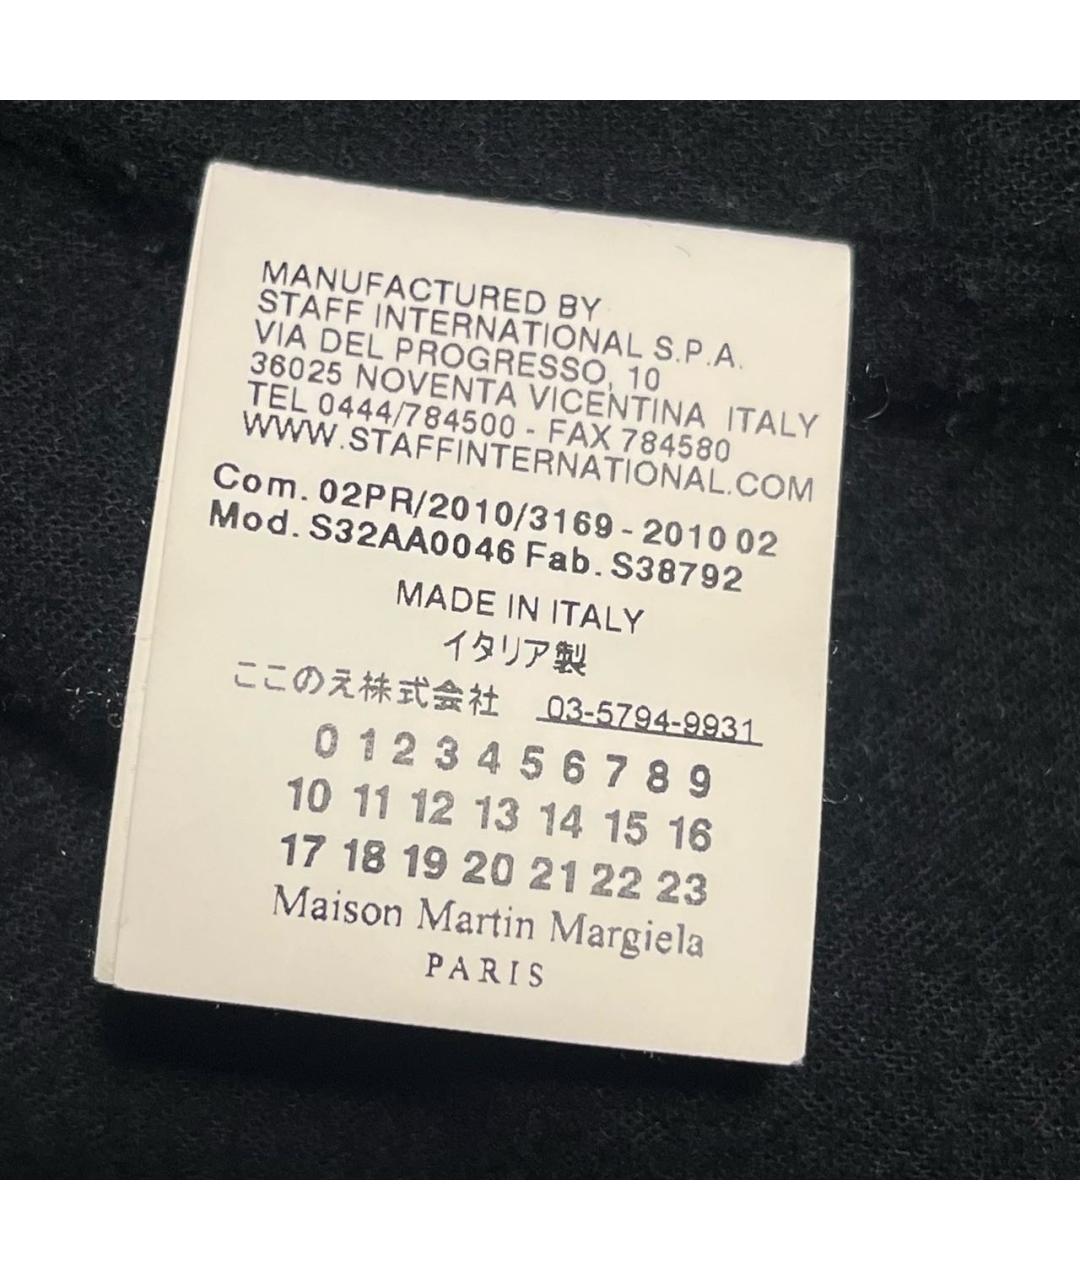 MANUFACTURED BY
STAFF INTERNATIONAL S.P.A.
VIA DEL PROGRESSO, 10
36025 NOVENTA VICENTINA ITALY
TEL 0444/784500 - FAX 784580
WWW.STAFFINTERNATIONAL.COM
Com. 02PR/2010/3169 - 2010 02
Mod. S32AA0046 Fab. S38792
MADE IN ITALY
イタリア製
ここのえ株式会社 03-5794-9931
0 1 2 3 4 5 6 7 8 9
10 11 12 13 14 15 16
17 18 19 20 21 22 23
Maison Martin Margiela
PARIS